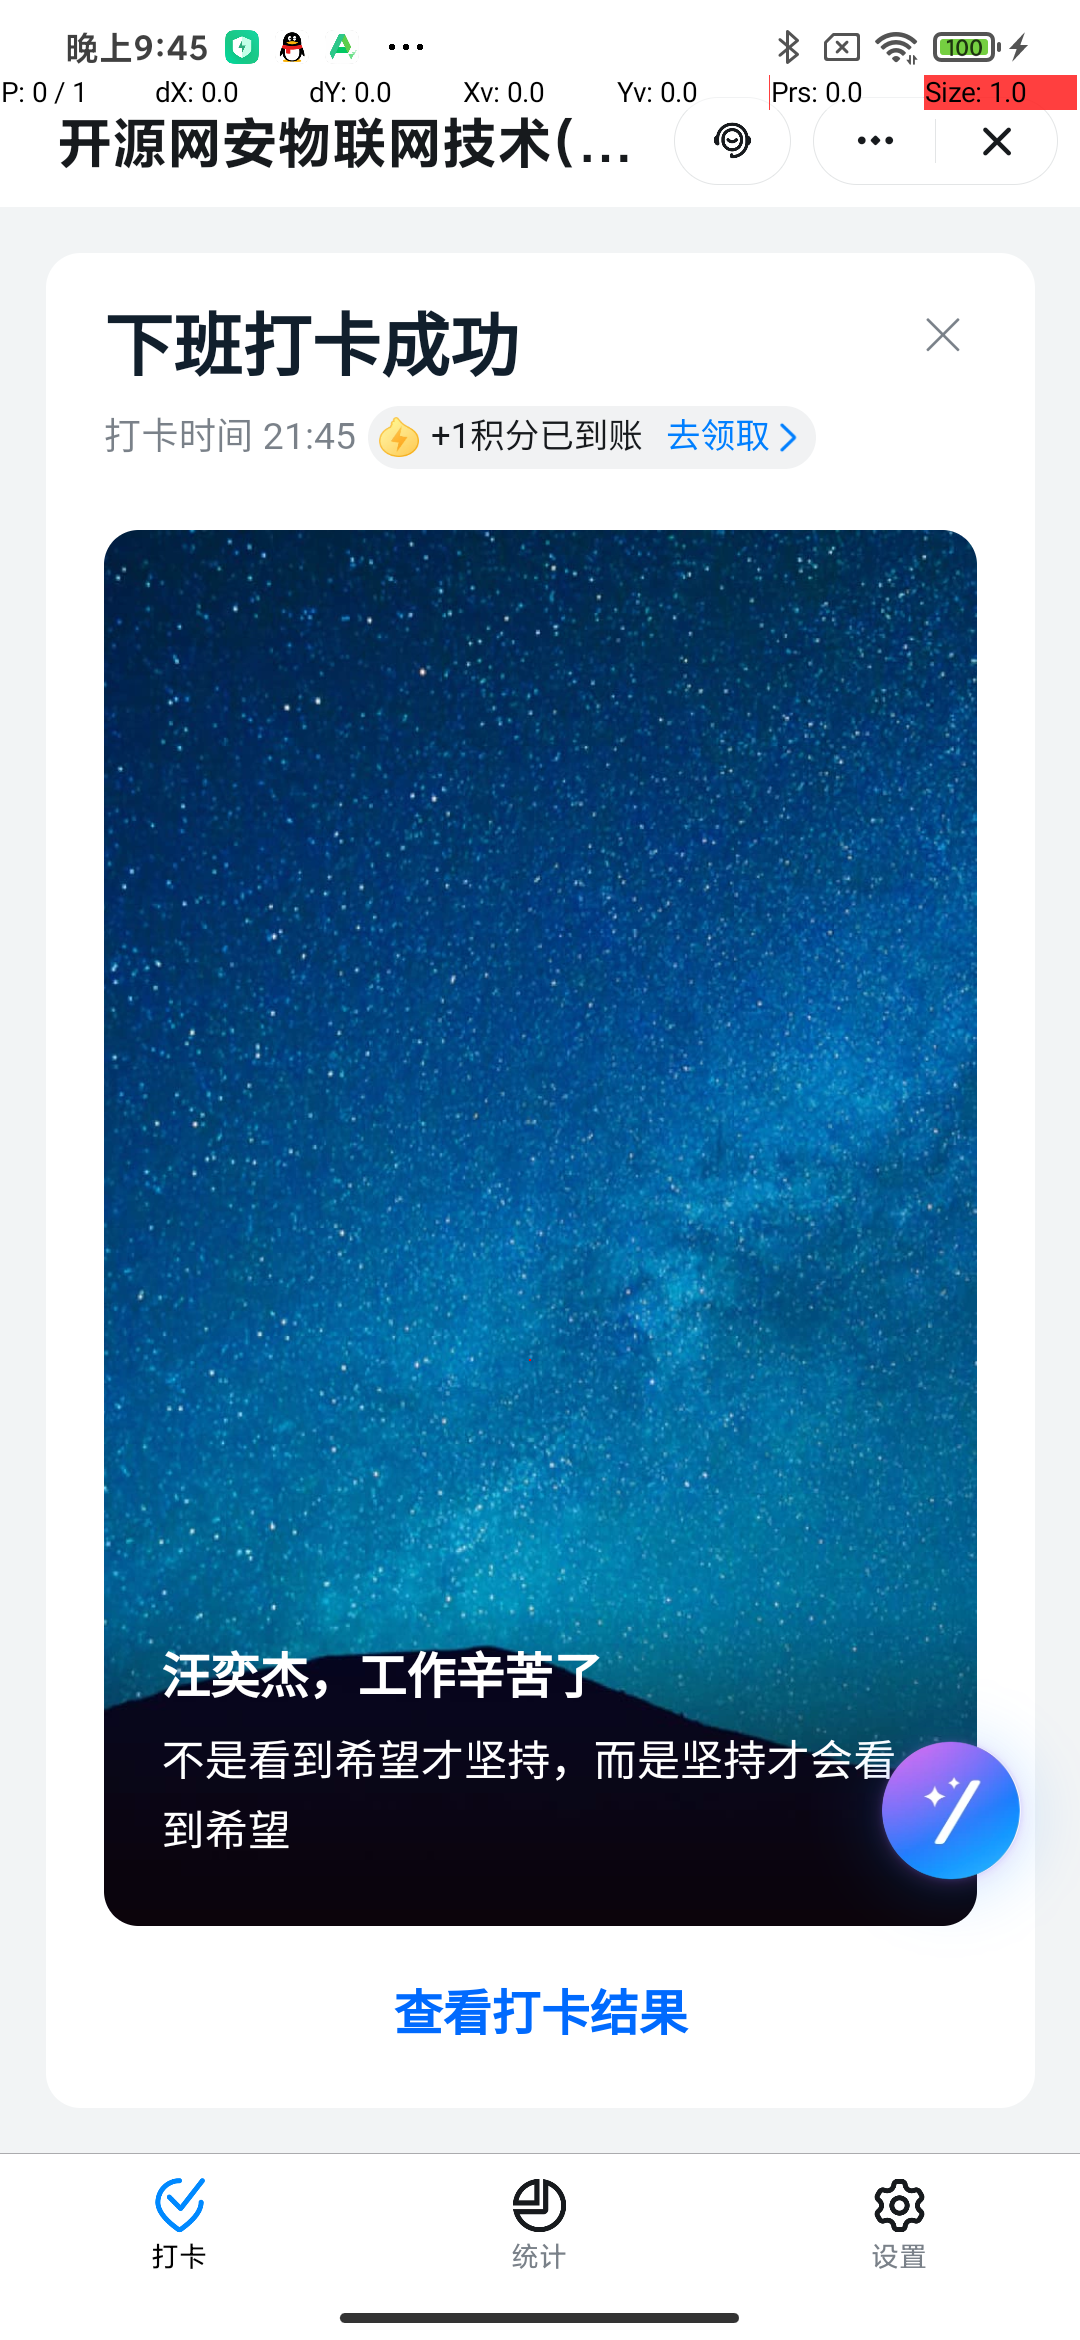 晚上9:45
100
P: 0 / 1 dX: 0.0 dY: 0.0 Xv: 0.0 Yv: 0.0 Prs: 0.0 Size: 1.0
开源网安物联网技术(...
下班打卡成功
打卡时间 21:45 +1积分已到账 去领取
汪奕杰，工作辛苦了
不是看到希望才坚持，而是坚持才会看
到希望
查看打卡结果
打卡 统计 设置